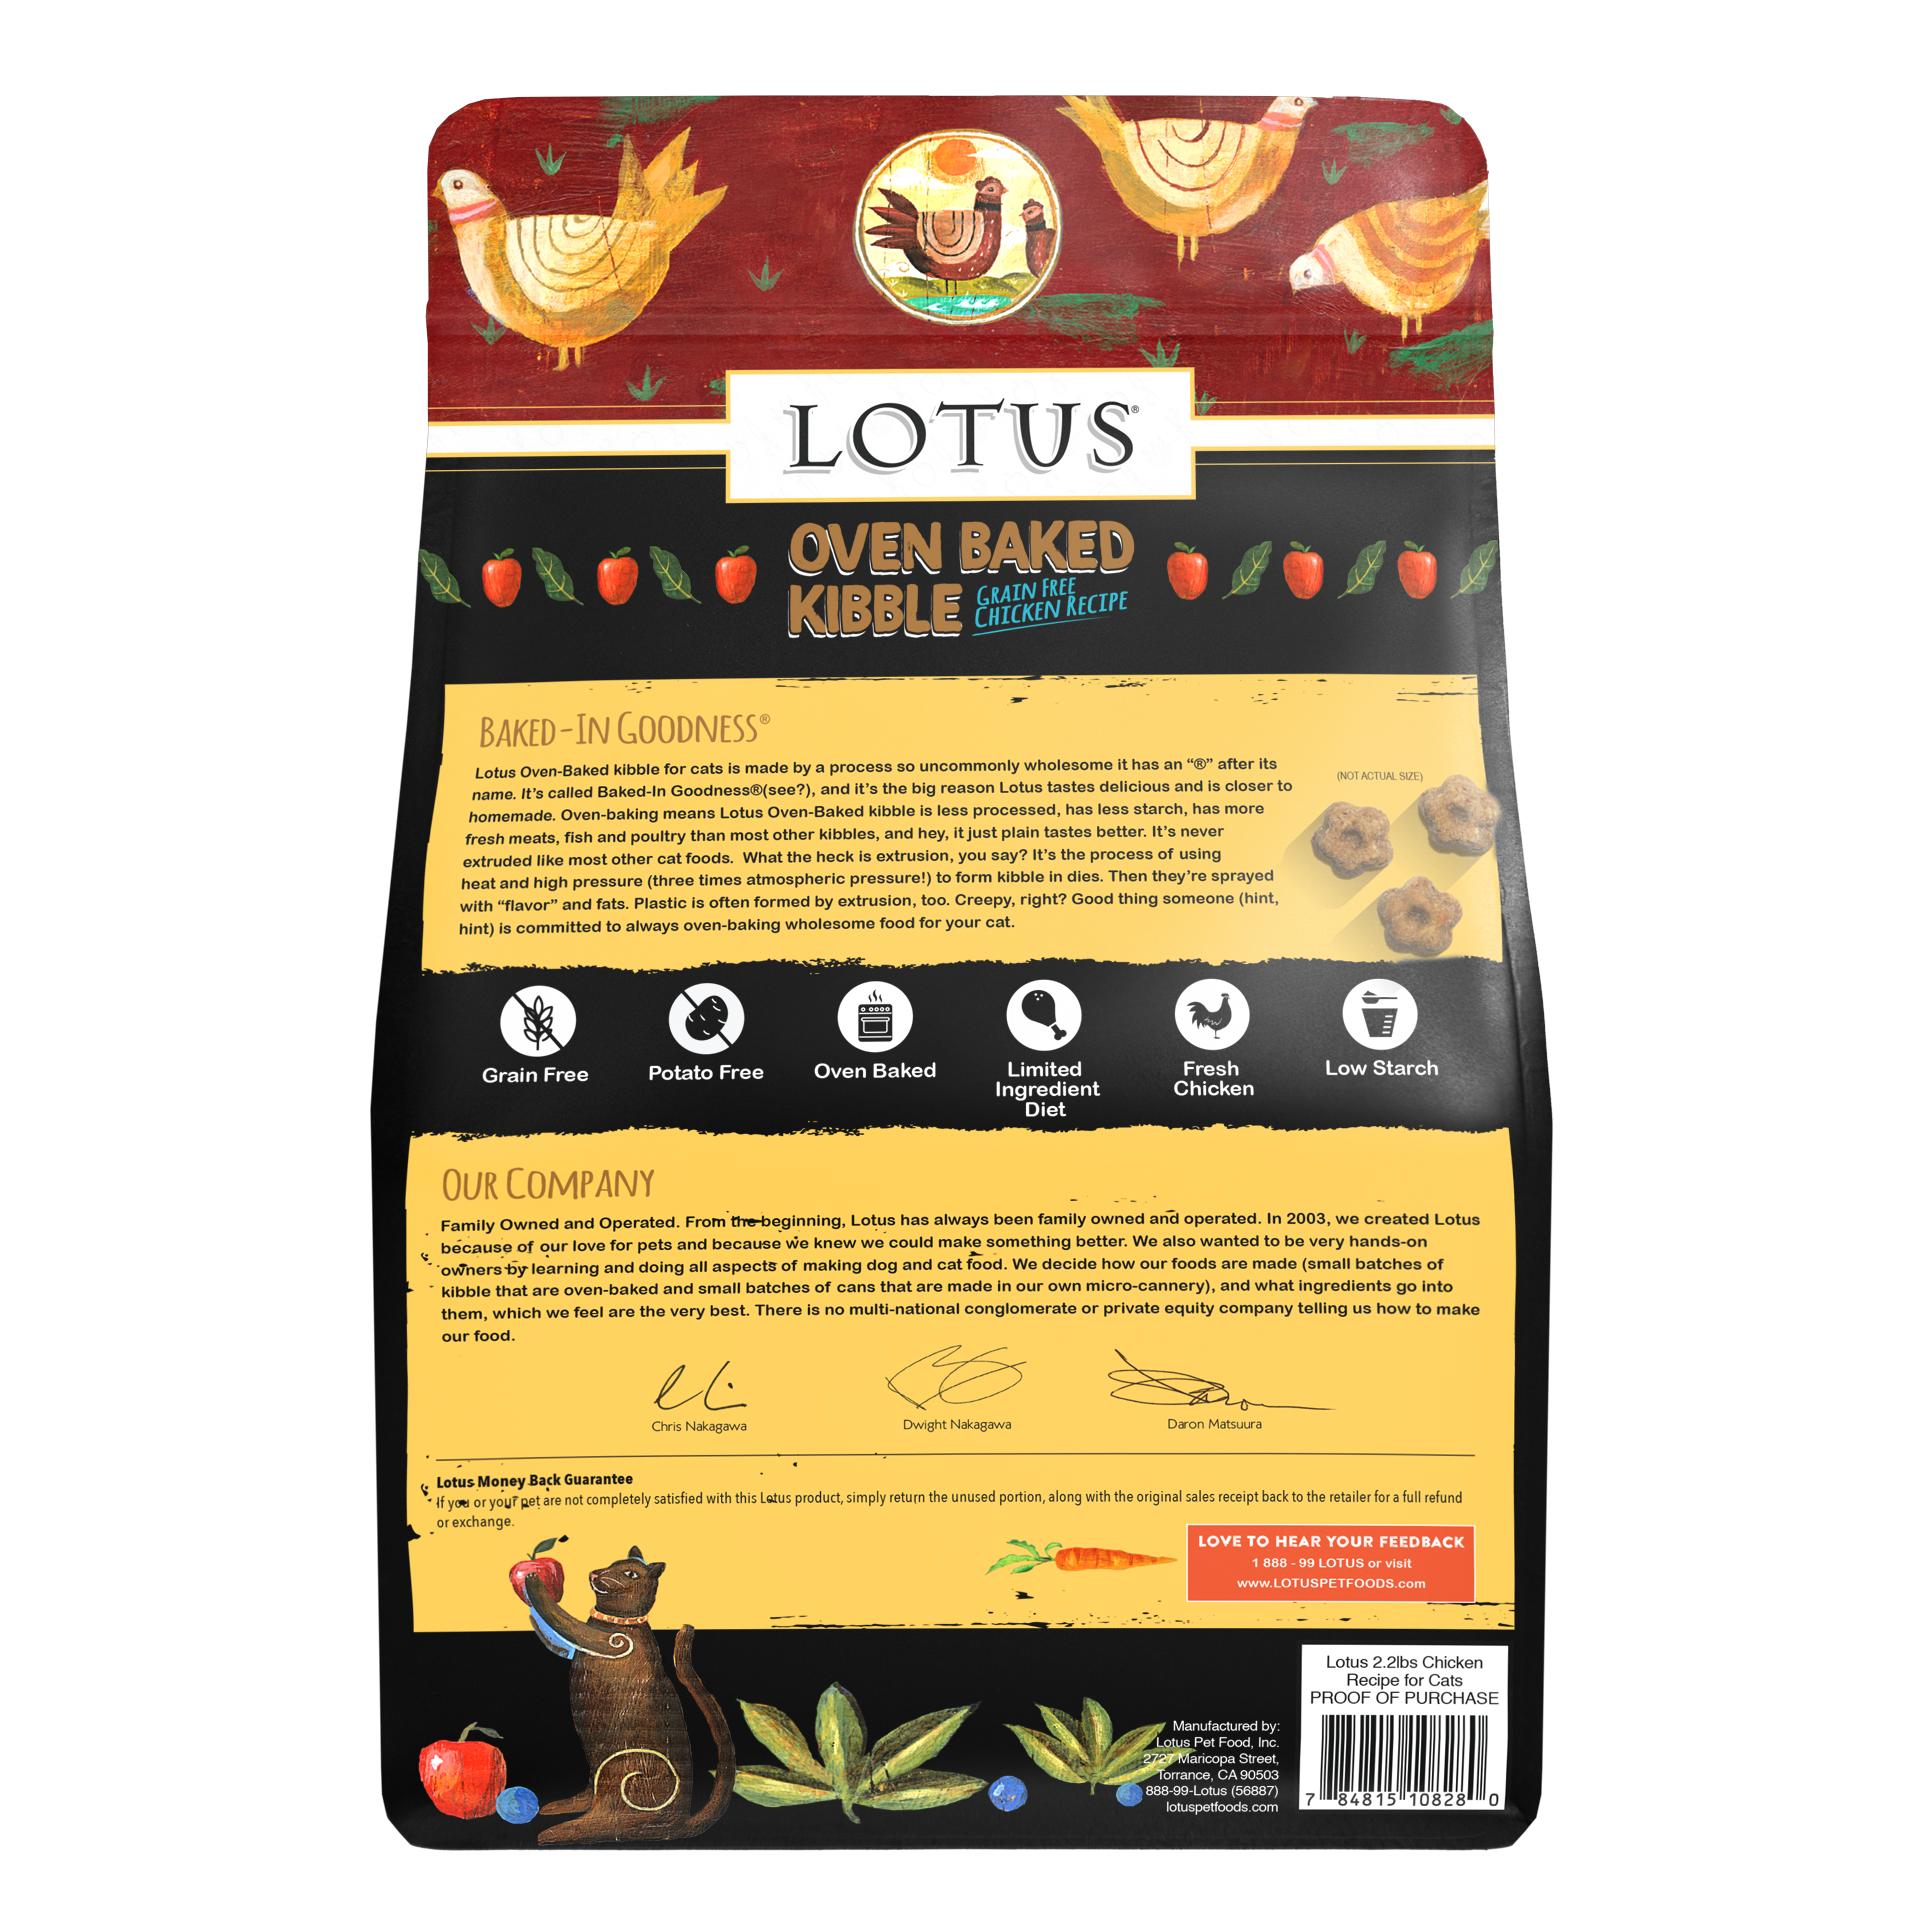 LOTUS®
OVEN BAKED
KIBBLE GRAIN FREE
CHICKEN RECIPE
BAKED-IN GOODNESS®
Lotus Oven-Baked kibble for cats is made by a process so uncommonly wholesome it has an “®” after its
name. It’s called Baked-In Goodness®(see?), and it’s the big reason Lotus tastes delicious and is closer to
homemade. Oven-baking means Lotus Oven-Baked kibble is less processed, has less starch, has more
fresh meats, fish and poultry than most other kibbles, and hey, it just plain tastes better. It’s never
extruded like most other cat foods. What the heck is extrusion, you say? It’s the process of using
heat and high pressure (three times atmospheric pressure!) to form kibble in dies. Then they’re sprayed
with “flavor” and fats. Plastic is often formed by extrusion, too. Creepy, right? Good thing someone (hint,
hint) is committed to always oven-baking wholesome food for your cat.
(NOT ACTUAL SIZE)
Grain Free
Potato Free
Oven Baked
Limited
Ingredient
Diet
Fresh
Chicken
Low Starch
OUR COMPANY
Family Owned and Operated. From the beginning, Lotus has always been family owned and operated. In 2003, we created Lotus
because of our love for pets and because we knew we could make something better. We also wanted to be very hands-on
owners by learning and doing all aspects of making dog and cat food. We decide how our foods are made (small batches of
kibble that are oven-baked and small batches of cans that are made in our own micro-cannery), and what ingredients go into
them, which we feel are the very best. There is no multi-national conglomerate or private equity company telling us how to make
our food.
Chris Nakagawa
Dwight Nakagawa
Daron Matsuura
Lotus Money Back Guarantee
If you or your pet are not completely satisfied with this Lotus product, simply return the unused portion, along with the original sales receipt back to the retailer for a full refund
or exchange.
LOVE TO HEAR YOUR FEEDBACK
1 888 - 99 LOTUS or visit
www.LOTUSPETFOODS.com
Manufactured by:
Lotus Pet Food, Inc.
2727 Maricopa Street,
Torrance, CA 90503
888-99-Lotus (56887)
lotuspetfoods.com
Lotus 2.2lbs Chicken
Recipe for Cats
PROOF OF PURCHASE
7 84815 10828 0